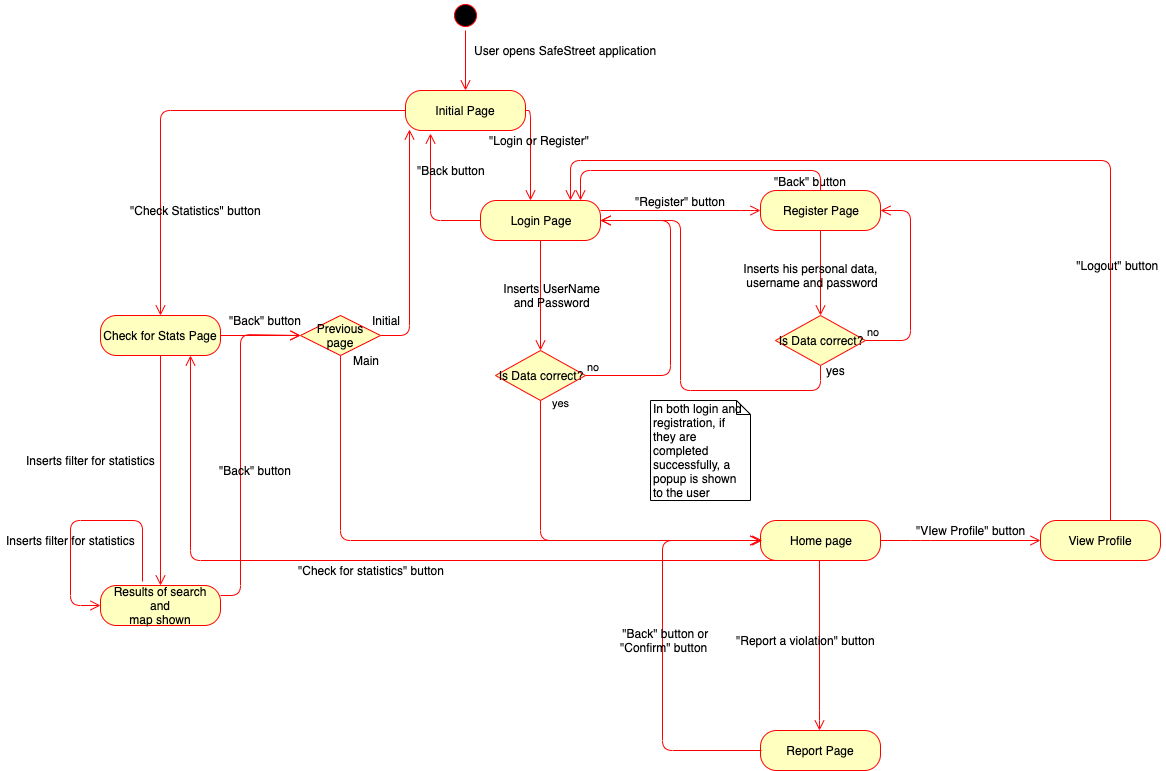 User opens SafeStreet application
Initial Page
"Login or Register"
"Back button
"Back" button
"Check Statistics" button
"Register" button
Login Page
Register Page
"Logout" button
Inserts his personal data,
username and password
Inserts UserName
and Password
"Back" button
Initial
Check for Stats Page
Previous
page
Main
no
Is Data correct?
yes
no
Is Data correct?
yes
In both login and
registration, if
they are
completed
successfully, a
popup is shown
to the user
Inserts filter for statistics
"Back" button
Inserts filter for statistics
"VIew Profile" button
Home page
View Profile
"Check for statistics" button
Results of search
and
map shown
"Back" button or
"Confirm" button
"Report a violation" button
Report Page